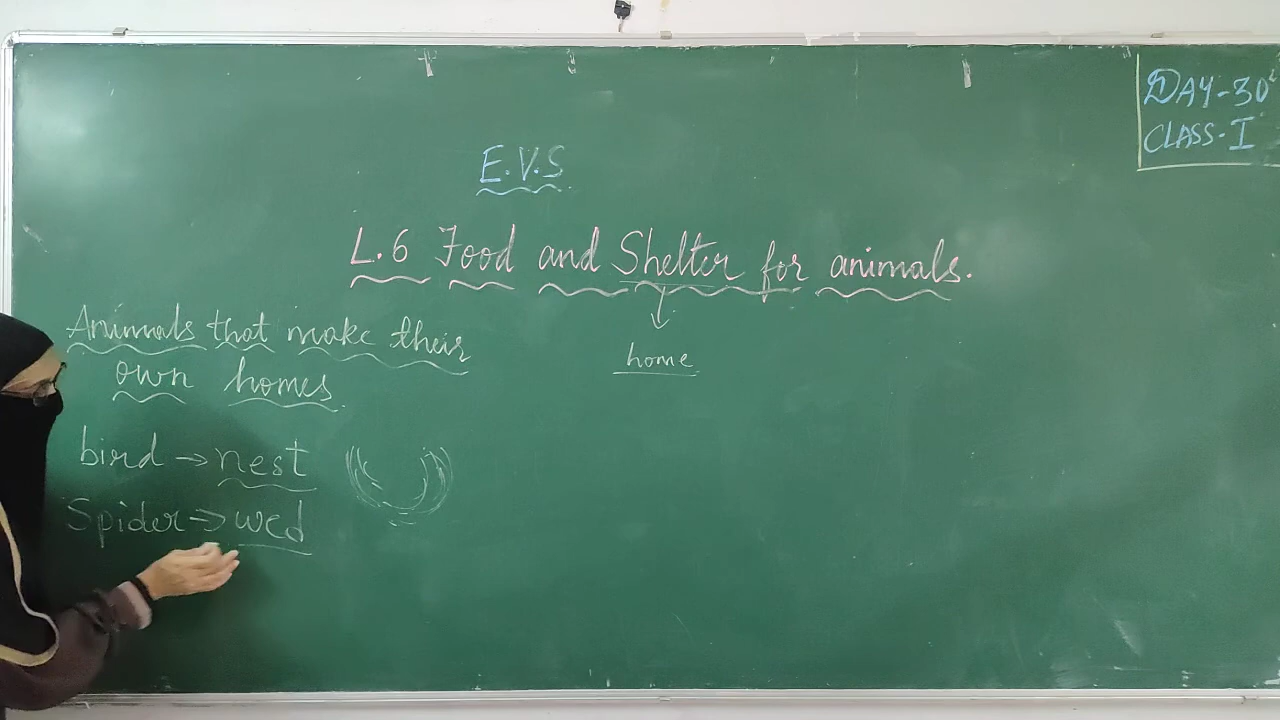 DAY-30
CLASS-I
E.V.S
L.6 Food and Shelter for animals.
home
Animals that make their
own homes.
bird → nest
Spider → wed